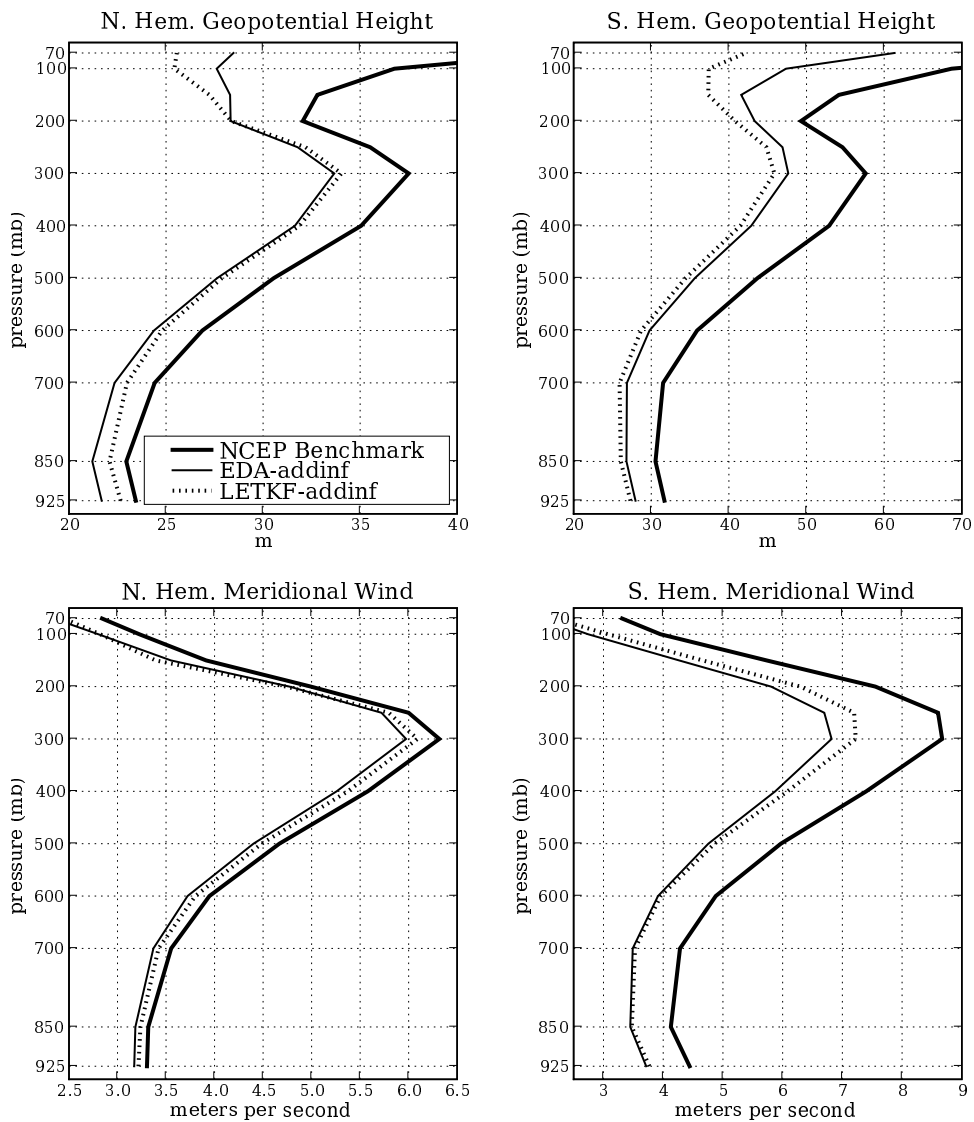 N. Hem. Geopotential Height
70
100
200
300
400
500
600
700
850
925
pressure (mb)
NCEP Benchmark
EDA-addinf
LETKF-addinf
20 25 30 35 40
m
S. Hem. Geopotential Height
70
100
200
300
400
500
600
700
850
925
pressure (mb)
20 30 40 50 60 70
m
N. Hem. Meridional Wind
70
100
200
300
400
500
600
700
850
925
pressure (mb)
2.5 3.0 3.5 4.0 4.5 5.0 5.5 6.0 6.5
meters per second
S. Hem. Meridional Wind
70
100
200
300
400
500
600
700
850
925
pressure (mb)
3 4 5 6 7 8 9
meters per second